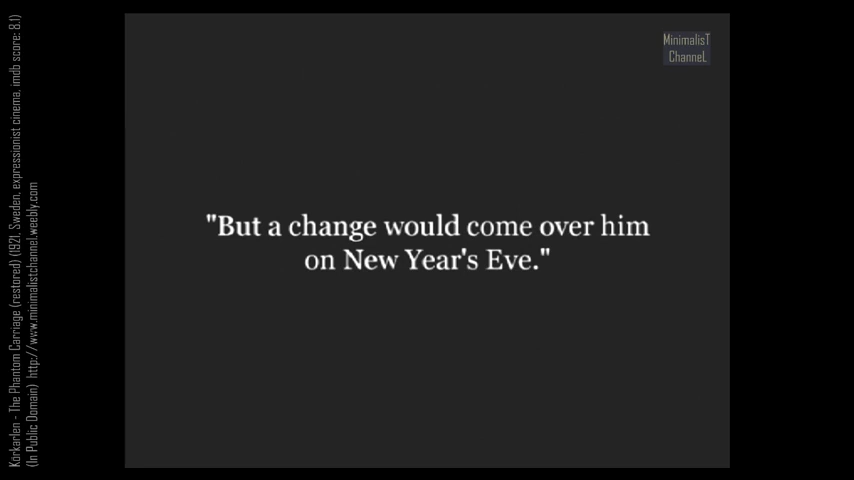 MinimalisT
ChanneL
"But a change would come over him
on New Year's Eve."
Körkarlen - The Phantom Carriage (restored) (1921, Sweden, expressionist cinema, imdb score: 8.1)
(In Public Domain) http://www.minimalistchannel.weebly.com